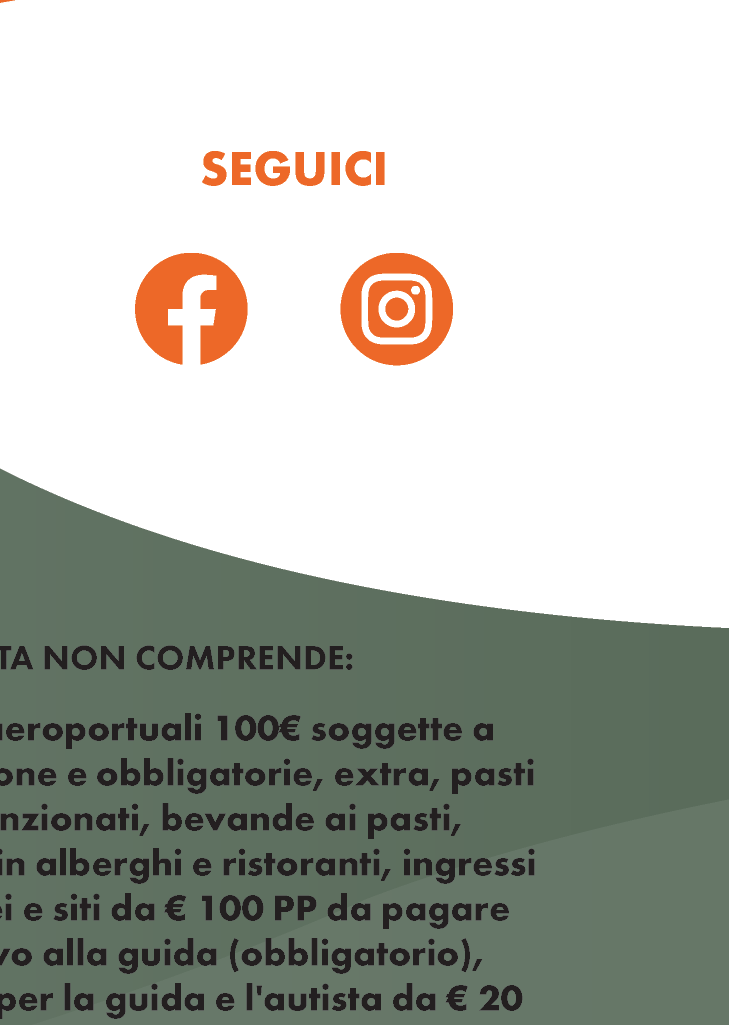 SEGUICI
TA NON COMPRENDE:
aeroportuali 100€ soggette a
one e obbligatorie, extra, pasti
nzionati, bevande ai pasti,
in alberghi e ristoranti, ingressi
ei e siti da € 100 PP da pagare
vo alla guida (obbligatorio),
per la guida e l'autista da € 20